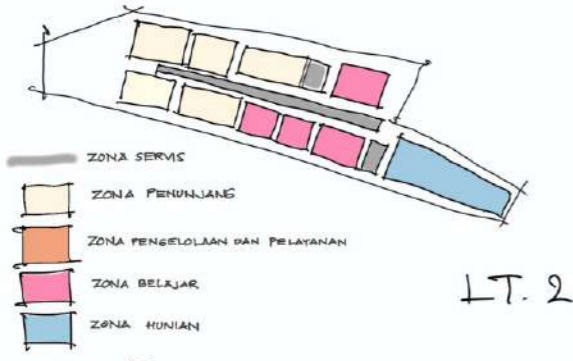 ZONA SERVIS
ZONA PENUNJANG
ZONA PENGELOLAAN DAN PELAYANAN
ZONA BELAJAR
ZONA HUNIAN
LT. 2